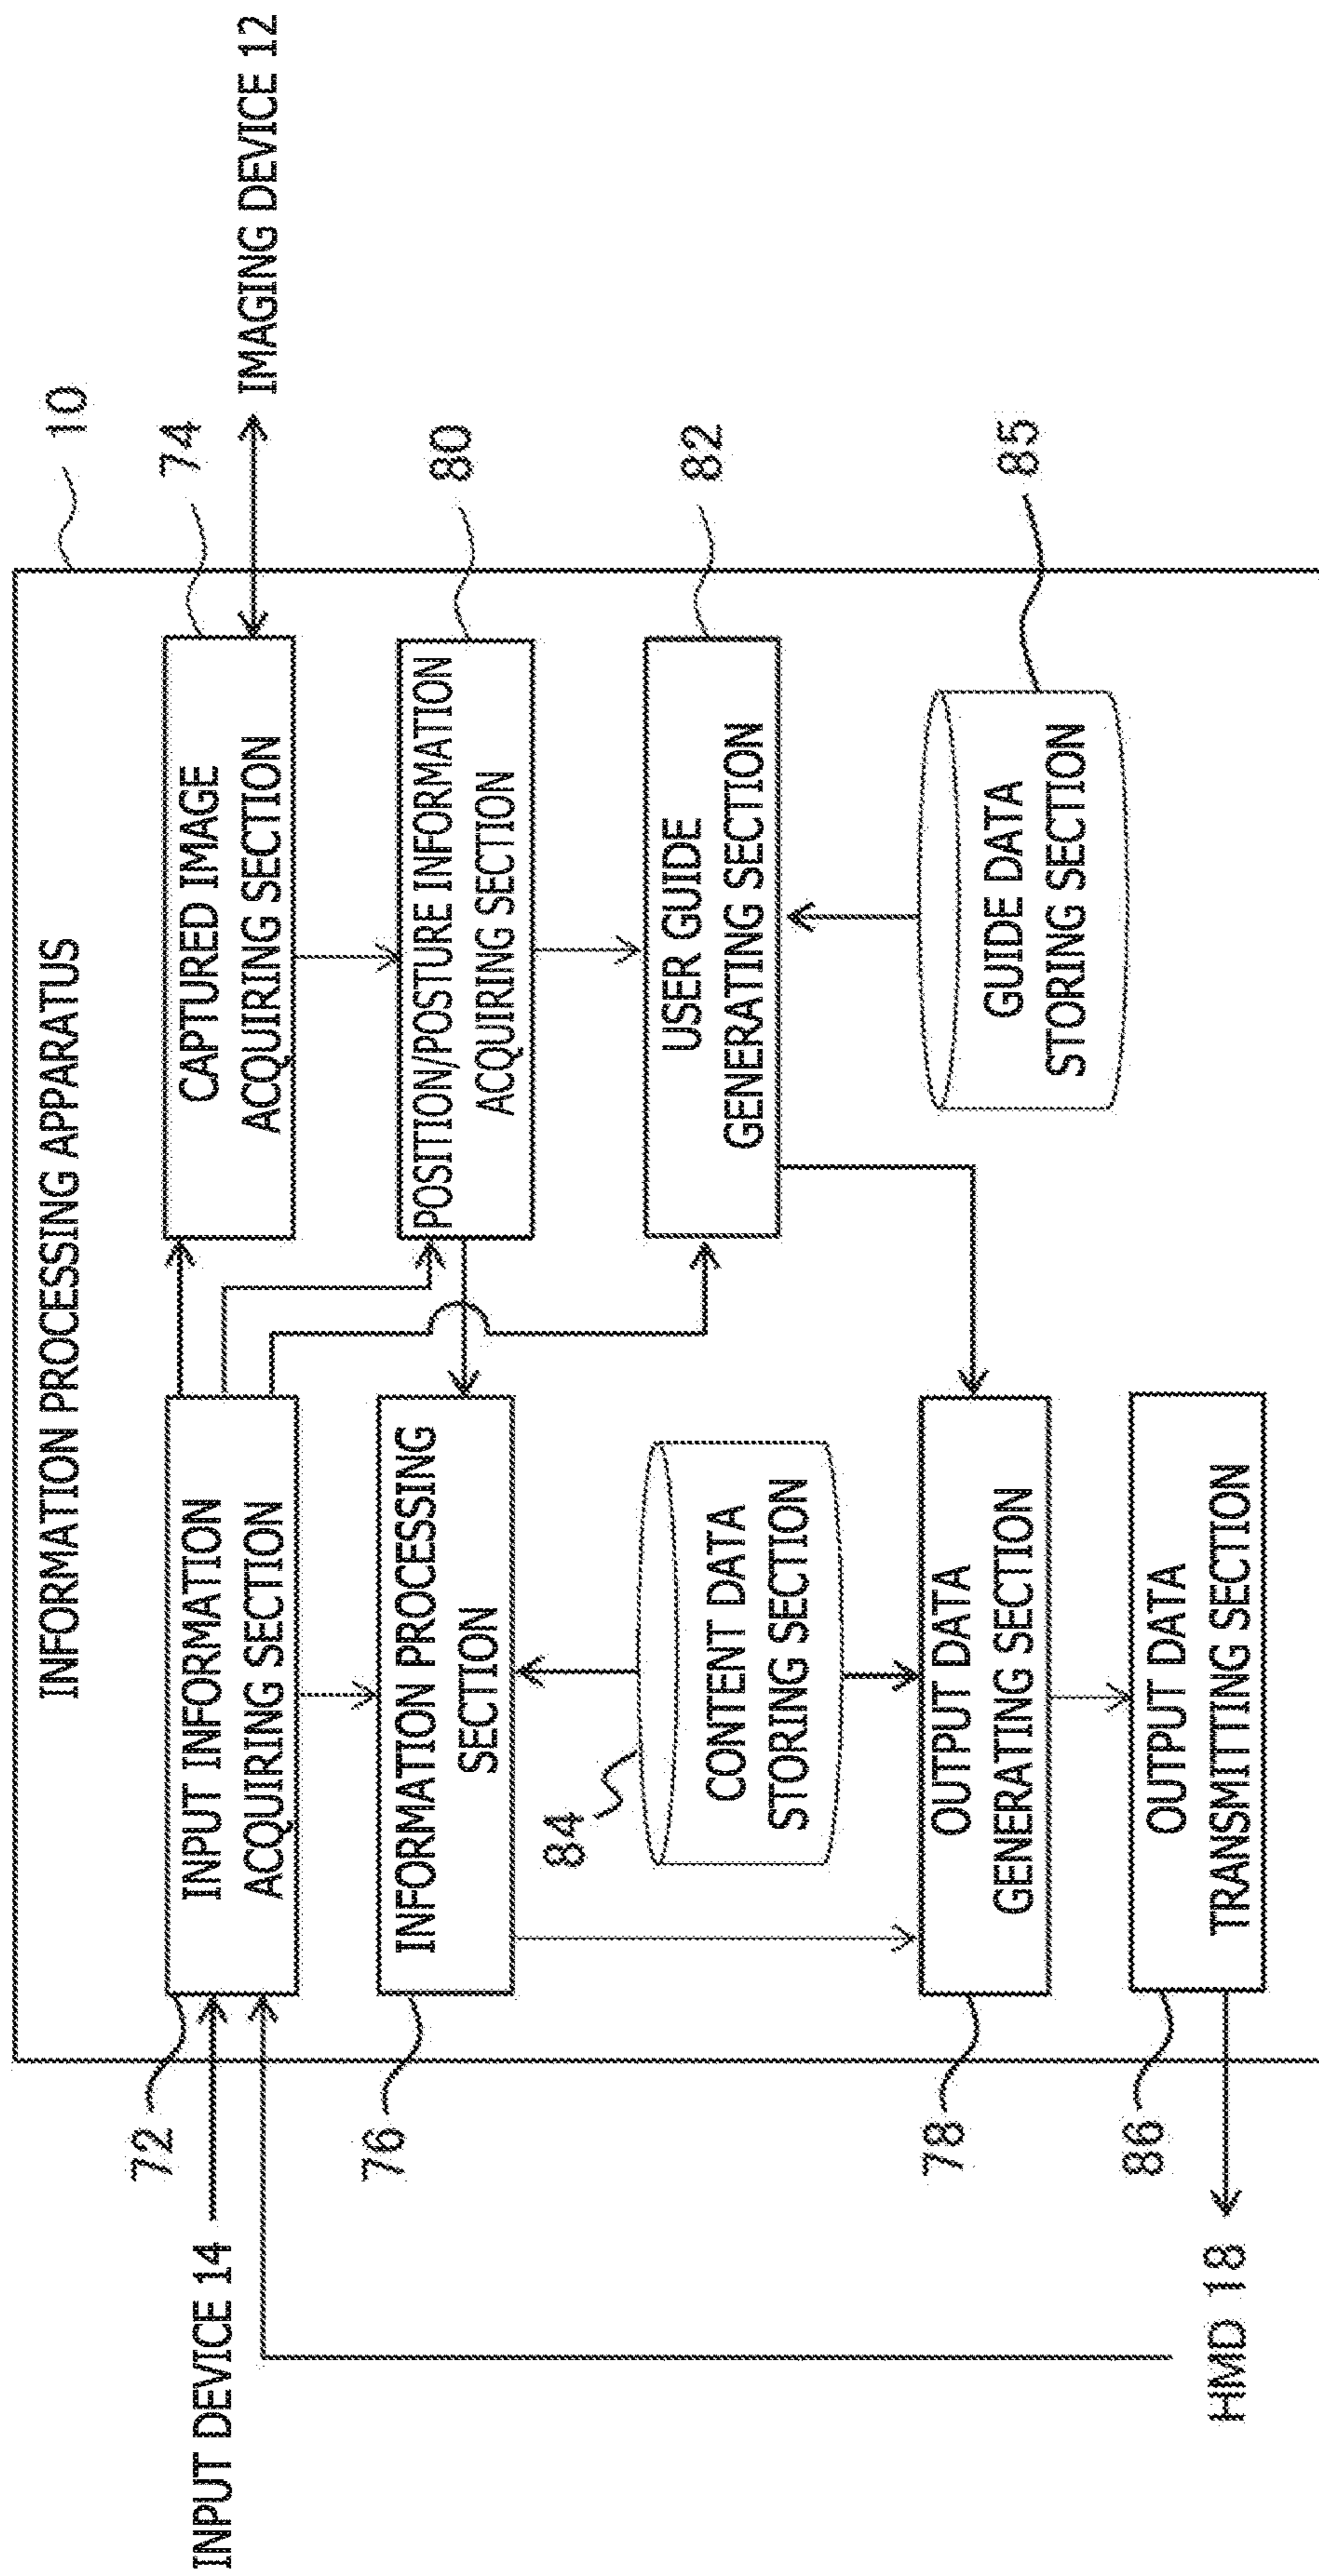 INFORMATION PROCESSING APPARATUS
10
INPUT DEVICE 14
72
INPUT INFORMATION
ACQUIRING SECTION
CAPTURED IMAGE
ACQUIRING SECTION
74
IMAGING DEVICE 12
76
INFORMATION PROCESSING
SECTION
POSITION/POSTURE INFORMATION
ACQUIRING SECTION
80
84
CONTENT DATA
STORING SECTION
USER GUIDE
GENERATING SECTION
82
78
OUTPUT DATA
GENERATING SECTION
GUIDE DATA
STORING SECTION
85
86
OUTPUT DATA
TRANSMITTING SECTION
HMD 18